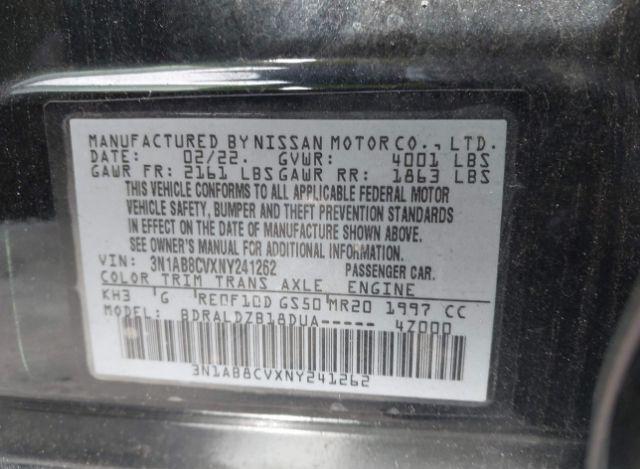 MANUFACTURED BY NISSAN MOTOR CO., LTD.
DATE: 02/22. GVWR: 4001 LBS
GAWR FR: 2161 LBS GAWR RR: 1863 LBS
THIS VEHICLE CONFORMS TO ALL APPLICABLE FEDERAL MOTOR
VEHICLE SAFETY, BUMPER AND THEFT PREVENTION STANDARDS
IN EFFECT ON THE DATE OF MANUFACTURE SHOWN ABOVE.
SEE OWNER'S MANUAL FOR ADDITIONAL INFORMATION.
VIN: 3N1AB8CVXNY241262 PASSENGER CAR.
COLOR TRIM TRANS AXLE ENGINE
KH3 G RE0F10D GS50 MR20 1997 CC
MODEL: BDRALDZB18DUA----- 4Z000
3N1AB8CVXNY241262